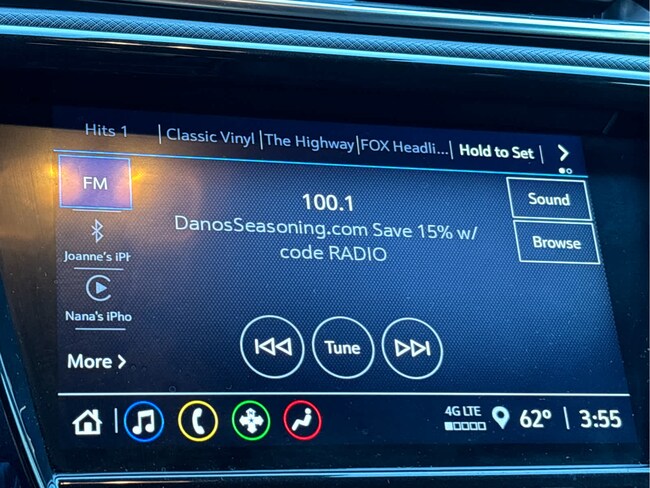 Hits 1 | Classic Vinyl | The Highway | FOX Headli... | Hold to Set |
FM
Joanne's iPh
Nana's iPho
More
100.1
DanosSeasoning.com Save 15% w/
code RADIO
Tune
Sound
Browse
4G LTE
62° | 3:55